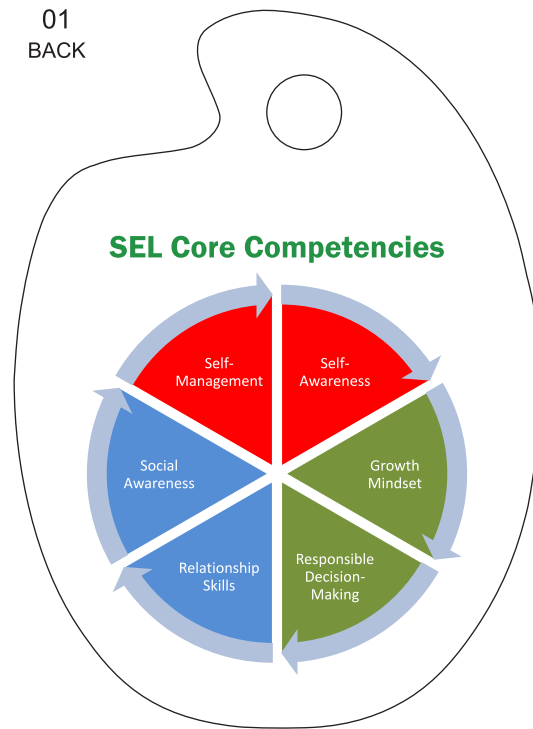 01
BACK
SEL Core Competencies
Self-
Management
Self-
Awareness
Social
Awareness
Growth
Mindset
Relationship
Skills
Responsible
Decision-
Making